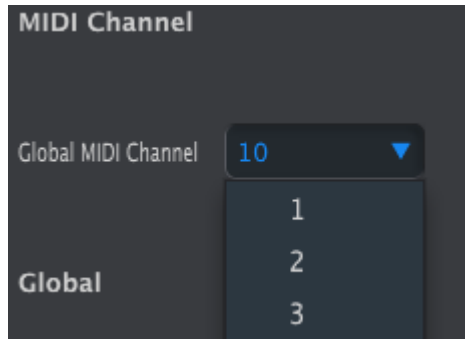 MIDI Channel
Global MIDI Channel 10
1
2
Global
3